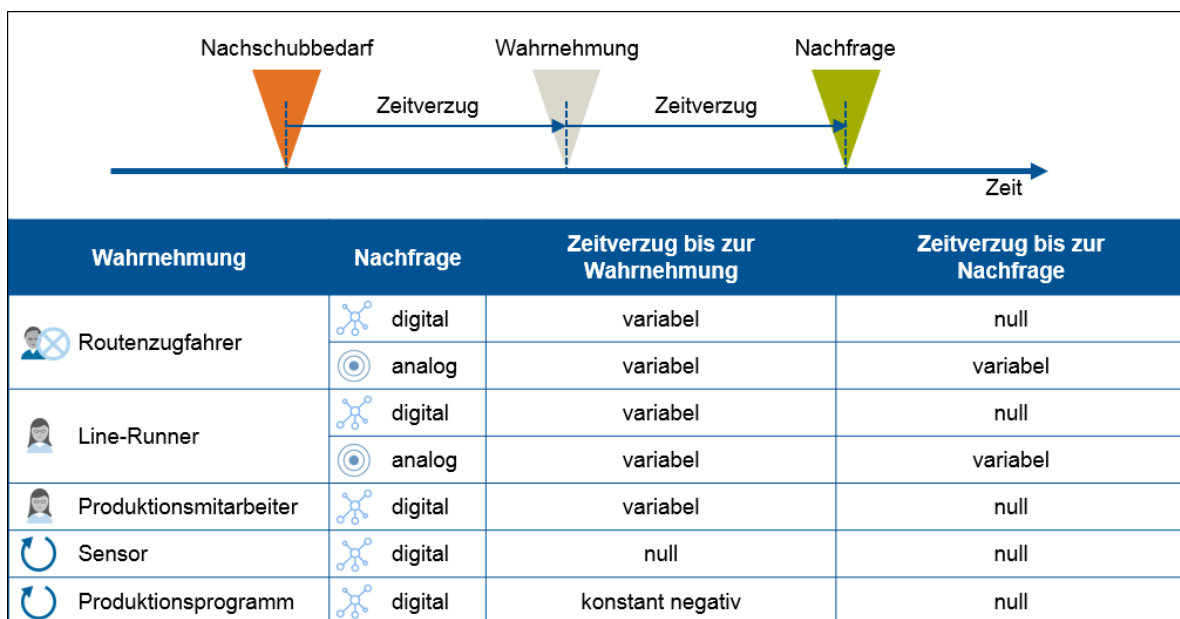 Nachschubbedarf Wahrnehmung Nachfrage
Zeitverzug Zeitverzug
Zeit
Wahrnehmung Nachfrage Zeitverzug bis zur Wahrnehmung Zeitverzug bis zur Nachfrage
Routenzugfahrer digital variabel null
analog variabel variabel
Line-Runner digital variabel null
analog variabel variabel
Produktionsmitarbeiter digital variabel null
Sensor digital null null
Produktionsprogramm digital konstant negativ null